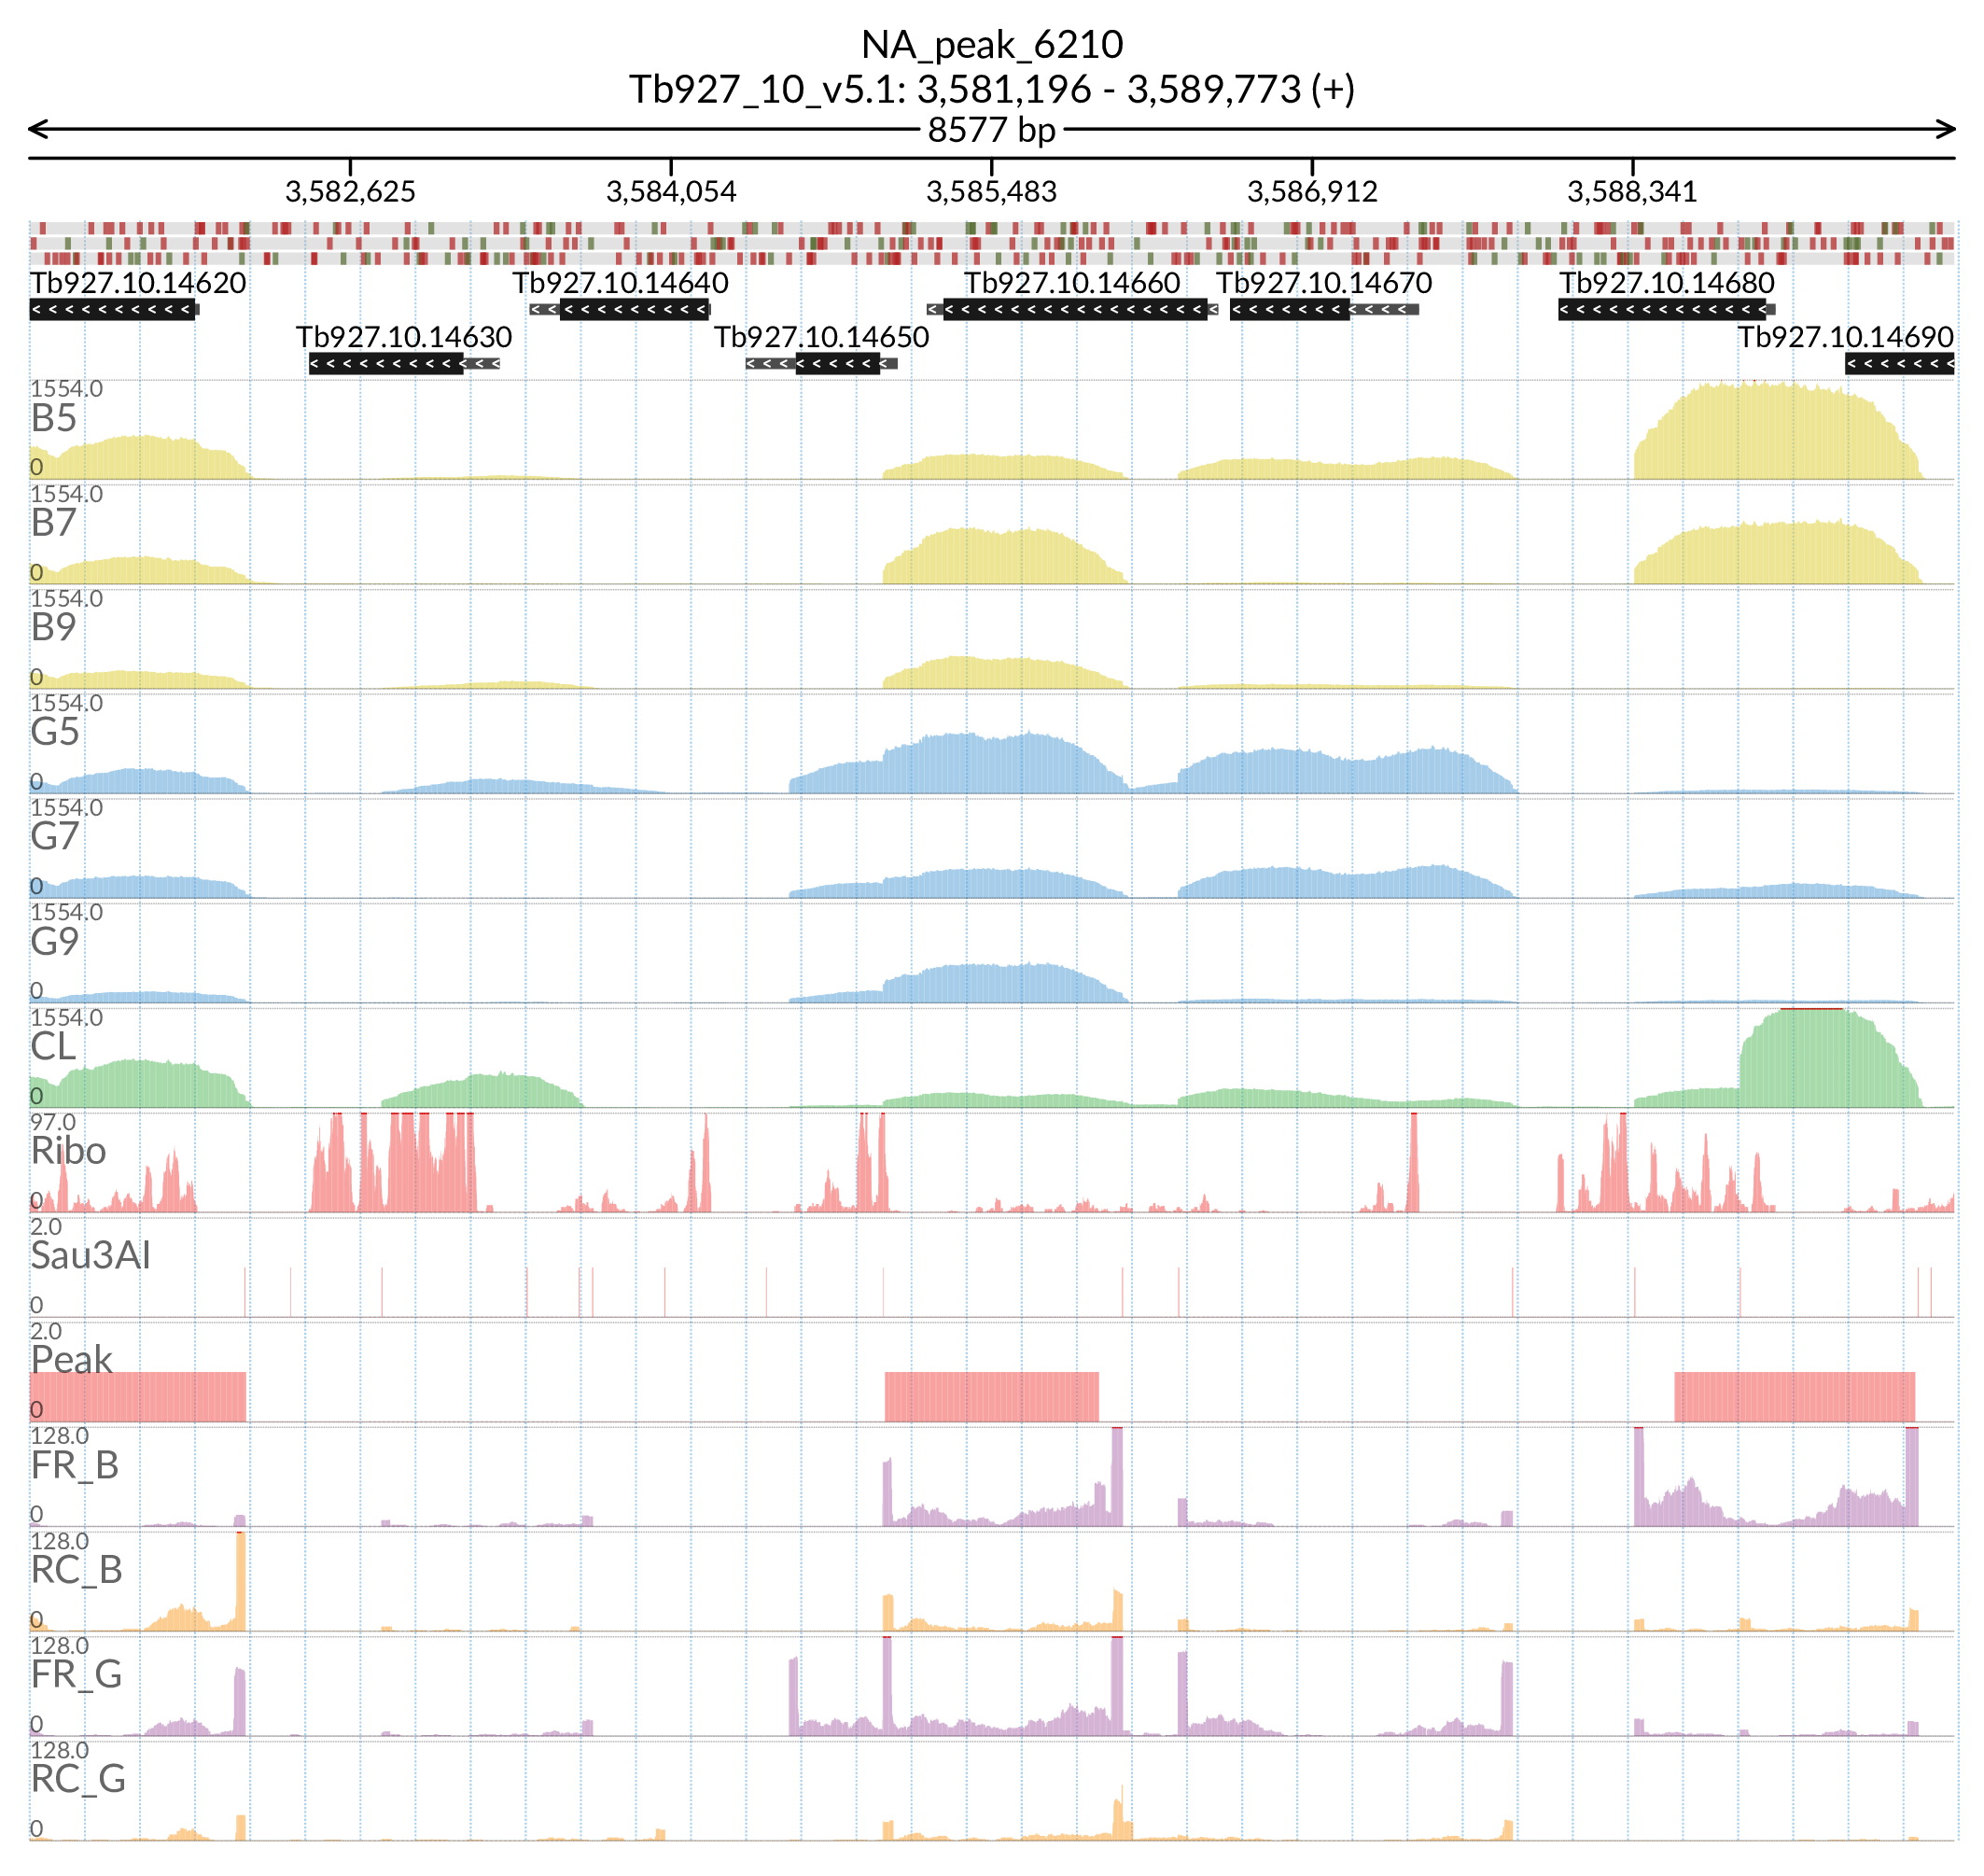 NA_peak_6210
Tb927_10_v5.1: 3,581,196 - 3,589,773 (+)
8577 bp
3,582,625 3,584,054 3,585,483 3,586,912 3,588,341
Tb927.10.14620 Tb927.10.14640 Tb927.10.14660 Tb927.10.14670 Tb927.10.14680
Tb927.10.14630 Tb927.10.14650 Tb927.10.14690
1554.0
B5
0
1554.0
B7
0
1554.0
B9
0
1554.0
G5
0
1554.0
G7
0
1554.0
G9
0
1554.0
CL
0
97.0
Ribo
0
2.0
Sau3AI
0
2.0
Peak
0
128.0
FR_B
0
128.0
RC_B
0
128.0
FR_G
0
128.0
RC_G
0